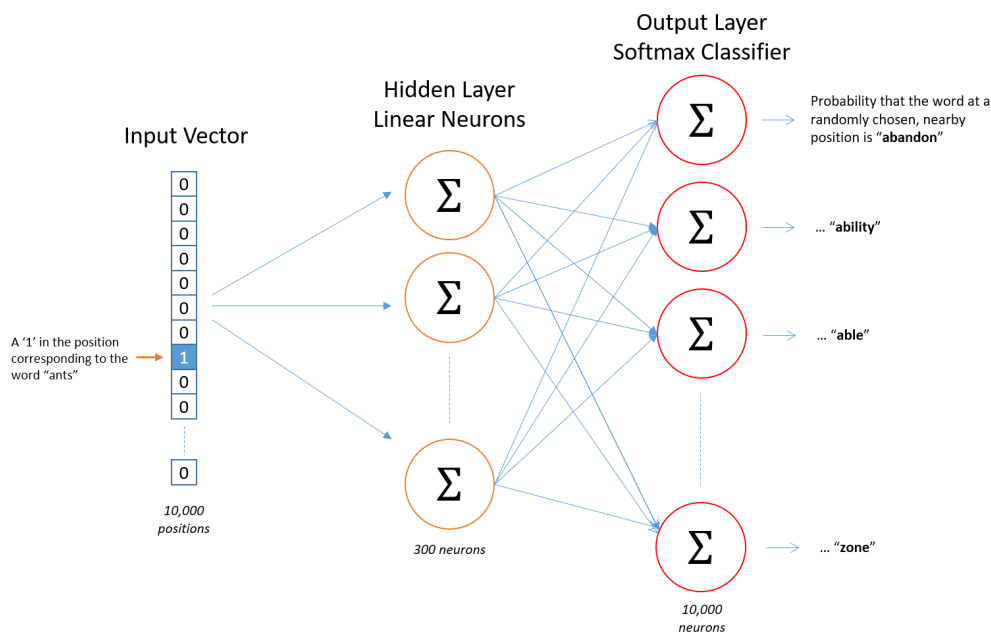 Output Layer
Softmax Classifier
Hidden Layer
Linear Neurons
Input Vector
0
0
0
0
0
0
0
1
0
0
0
A ‘1’ in the position
corresponding to the
word “ants”
10,000
positions
Σ
Σ
Σ
300 neurons
Σ
Σ
Σ
Σ
10,000
neurons
Probability that the word at a
randomly chosen, nearby
position is “abandon”
... “ability”
... “able”
... “zone”